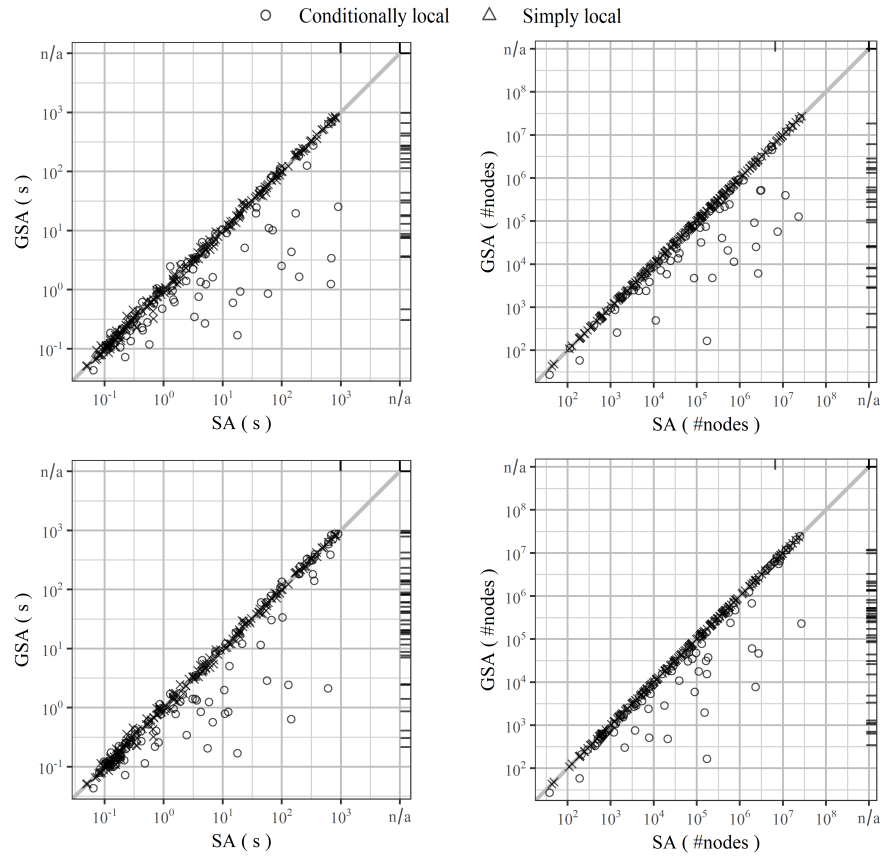 Conditionally local Simply local
n/a
10³
10²
10¹
10⁰
10⁻¹
GSA ( s )
10⁻¹ 10⁰ 10¹ 10² 10³ n/a
SA ( s )
n/a
10⁸
10⁷
10⁶
10⁵
10⁴
10³
10²
GSA ( #nodes )
10² 10³ 10⁴ 10⁵ 10⁶ 10⁷ 10⁸ n/a
SA ( #nodes )
n/a
10³
10²
10¹
10⁰
10⁻¹
GSA ( s )
10⁻¹ 10⁰ 10¹ 10² 10³ n/a
SA ( s )
n/a
10⁸
10⁷
10⁶
10⁵
10⁴
10³
10²
GSA ( #nodes )
10² 10³ 10⁴ 10⁵ 10⁶ 10⁷ 10⁸ n/a
SA ( #nodes )